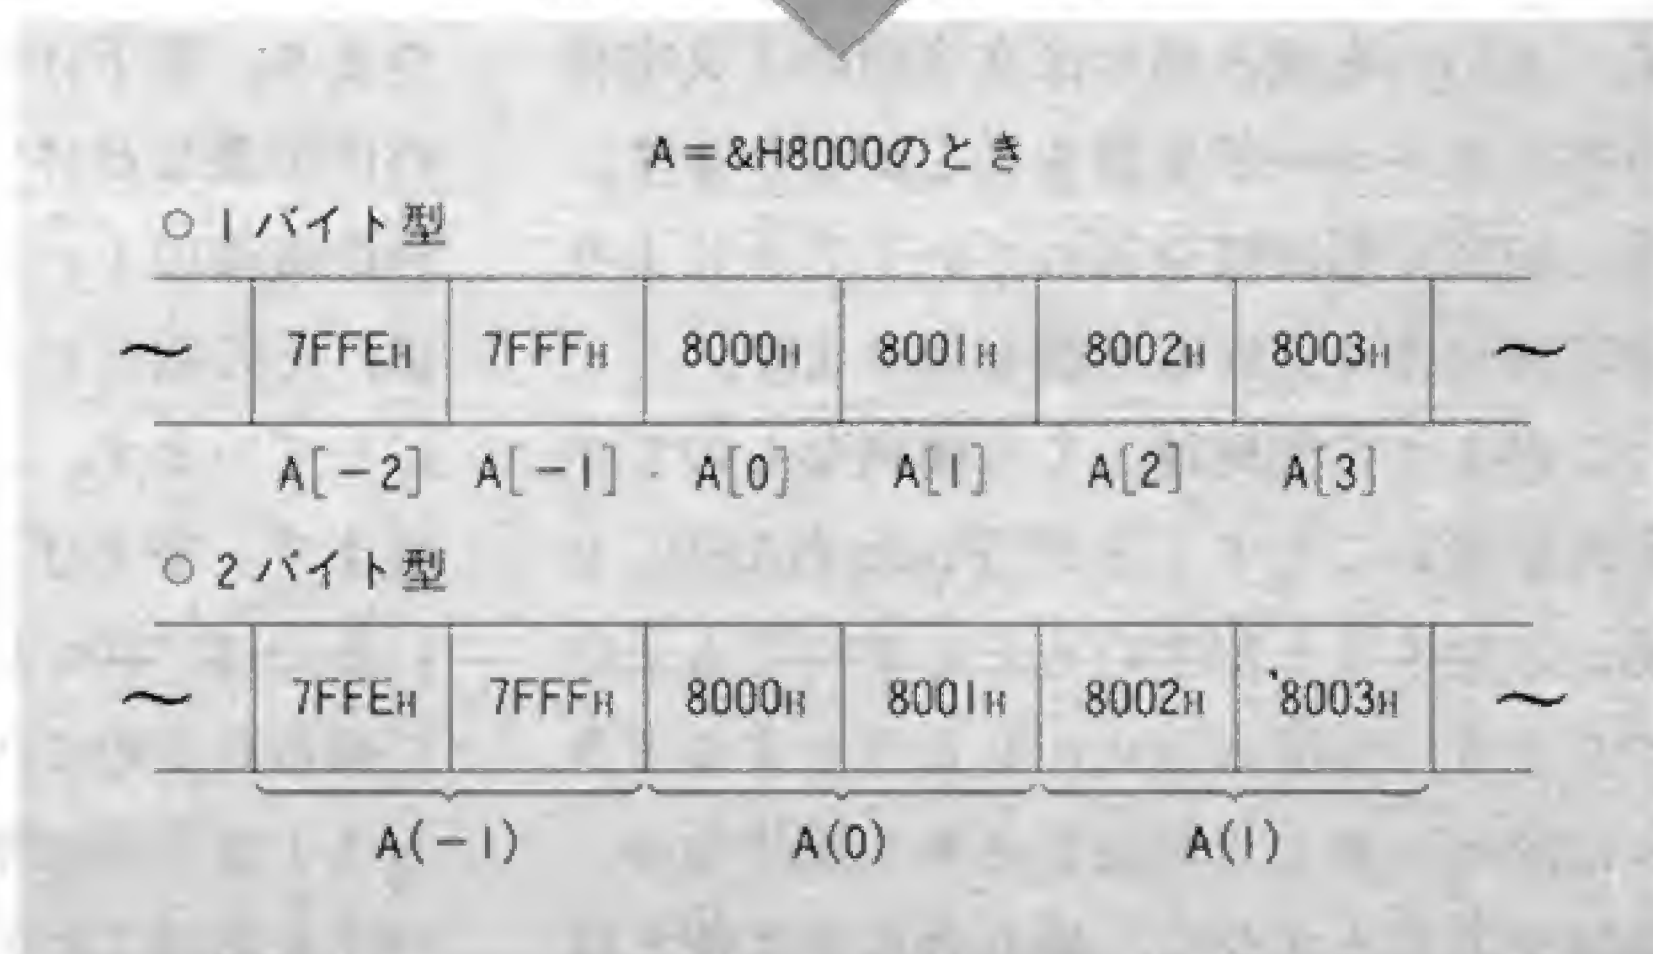 A=&H8000のとき
○ 1バイト型
〜 7FFEH 7FFFH 8000H 8001H 8002H 8003H 〜
A[-2] A[-1] A[0] A[1] A[2] A[3]
○ 2バイト型
〜 7FFEH 7FFFH 8000H 8001H 8002H 8003H 〜
A(-1) A(0) A(1)